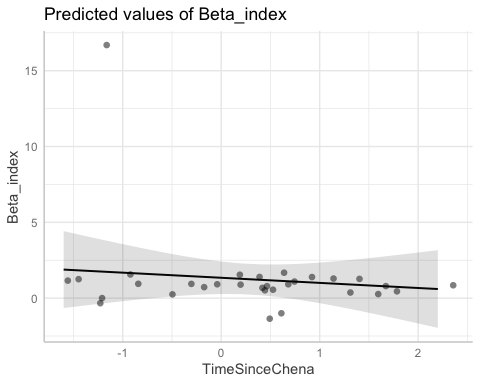 Predicted values of Beta_index
15
10
5
0
Beta_index
-1
0
1
2
TimeSinceChena